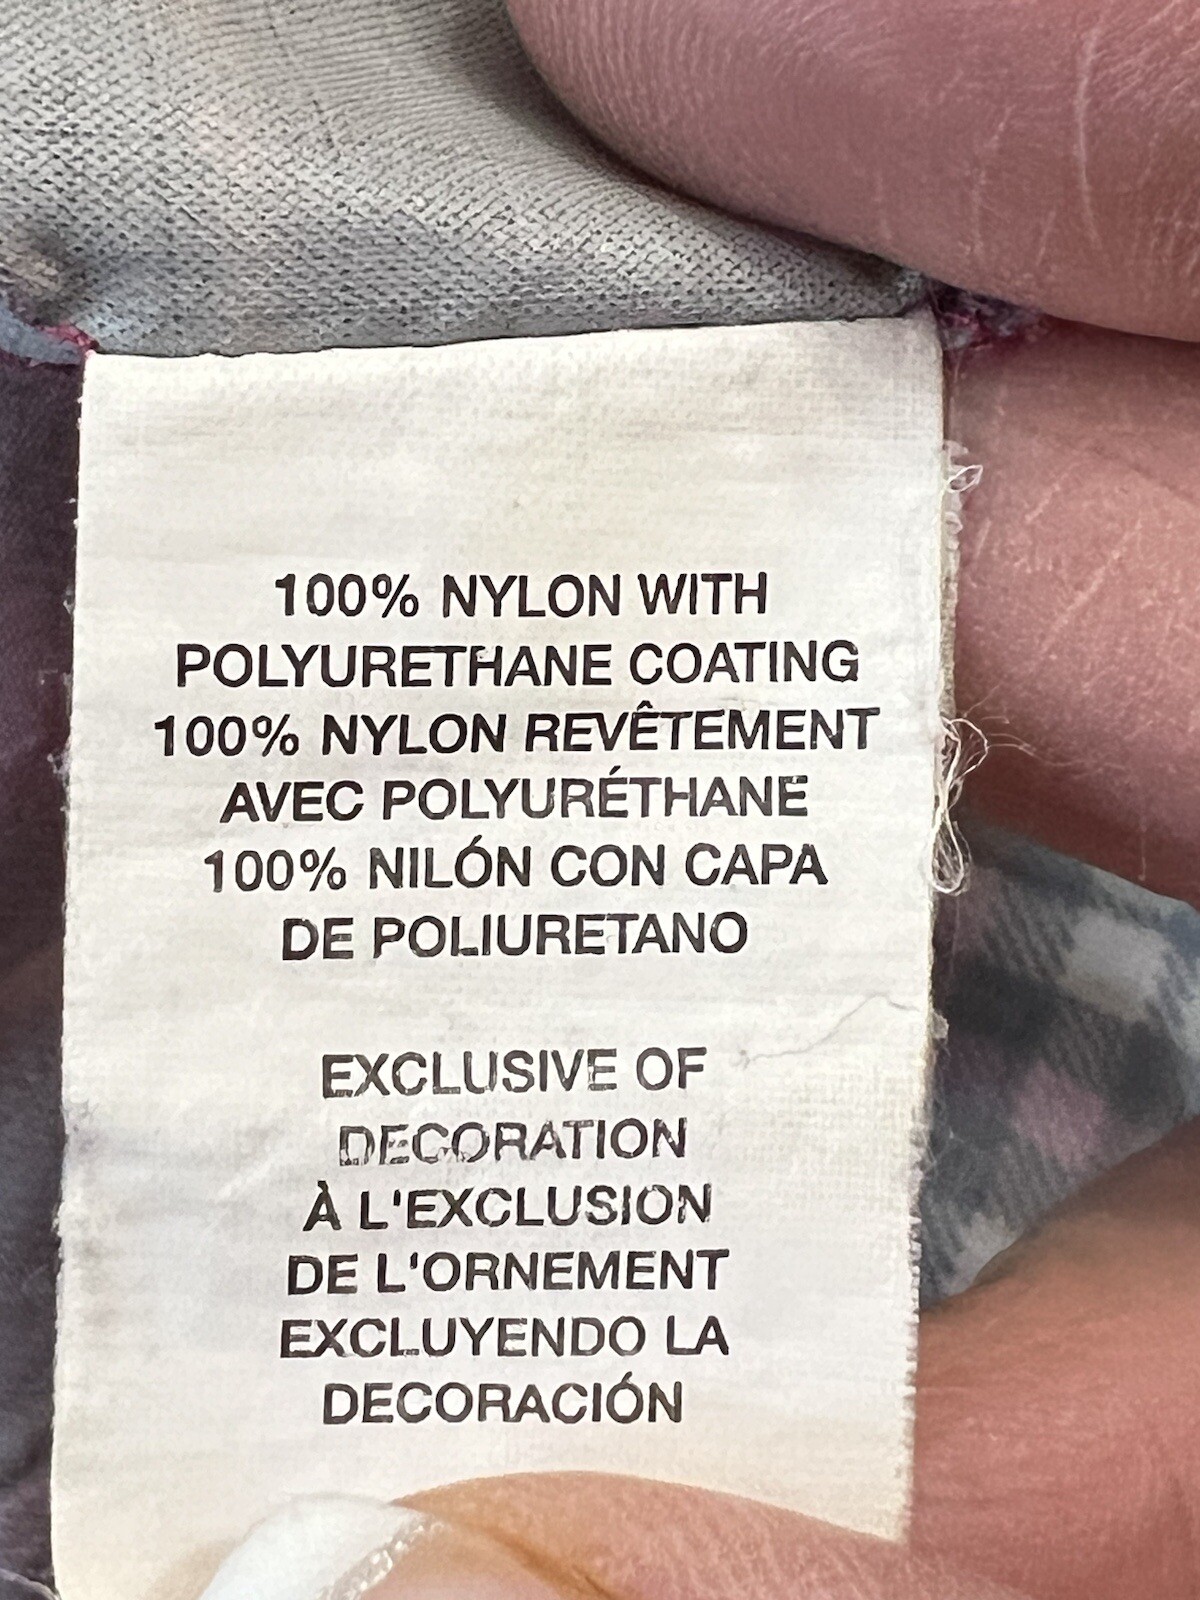 100% NYLON WITH
POLYURETHANE COATING
100% NYLON REVÊTEMENT
AVEC POLYURÉTHANE
100% NILÓN CON CAPA
DE POLIURETANO
EXCLUSIVE OF
DECORATION
À L'EXCLUSION
DE L'ORNEMENT
EXCLUYENDO LA
DECORACIÓN